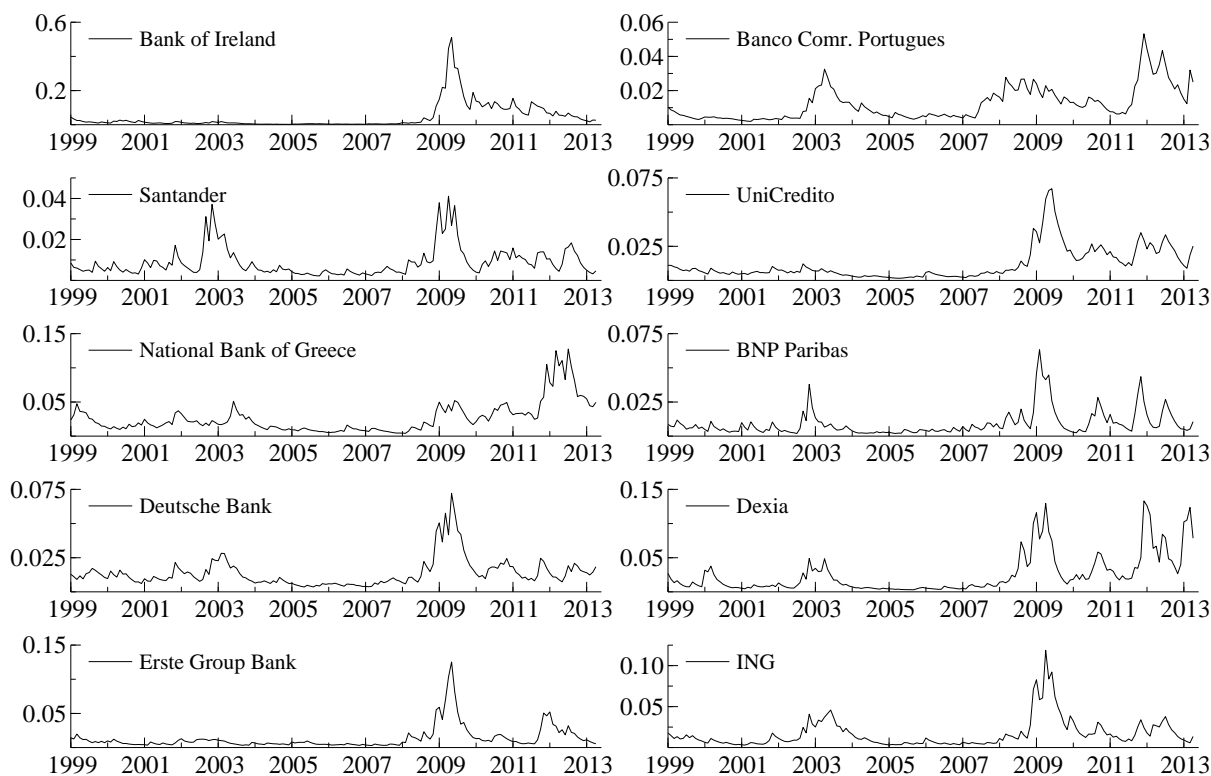 0.6
Bank of Ireland
0.2
1999 2001 2003 2005 2007 2009 2011 2013
0.06
Banco Comr. Portugues
0.04
0.02
1999 2001 2003 2005 2007 2009 2011 2013
Santander
0.04
0.02
1999 2001 2003 2005 2007 2009 2011 2013
0.075
UniCredito
0.025
1999 2001 2003 2005 2007 2009 2011 2013
0.15
National Bank of Greece
0.05
1999 2001 2003 2005 2007 2009 2011 2013
0.075
BNP Paribas
0.025
1999 2001 2003 2005 2007 2009 2011 2013
0.075
Deutsche Bank
0.025
1999 2001 2003 2005 2007 2009 2011 2013
0.15
Dexia
0.05
1999 2001 2003 2005 2007 2009 2011 2013
0.15
Erste Group Bank
0.05
1999 2001 2003 2005 2007 2009 2011 2013
ING
0.10
0.05
1999 2001 2003 2005 2007 2009 2011 2013